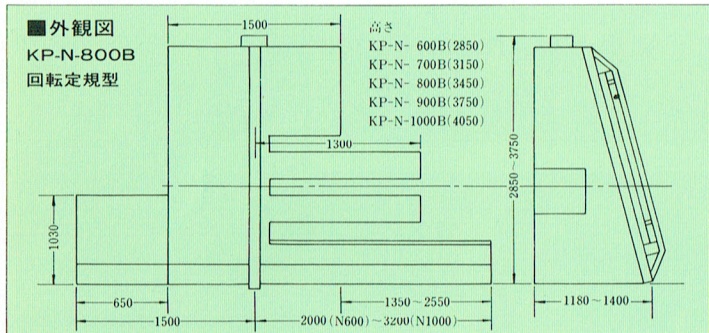 ■外観図
KP-N-800B
回転定規型
1500
高さ
KP-N- 600B(2850)
KP-N- 700B(3150)
KP-N- 800B(3450)
KP-N- 900B(3750)
KP-N-1000B(4050)
1300
2850~3750
1030
650
1350~2550
1180~1400
1500
2000(N600)~3200(N1000)